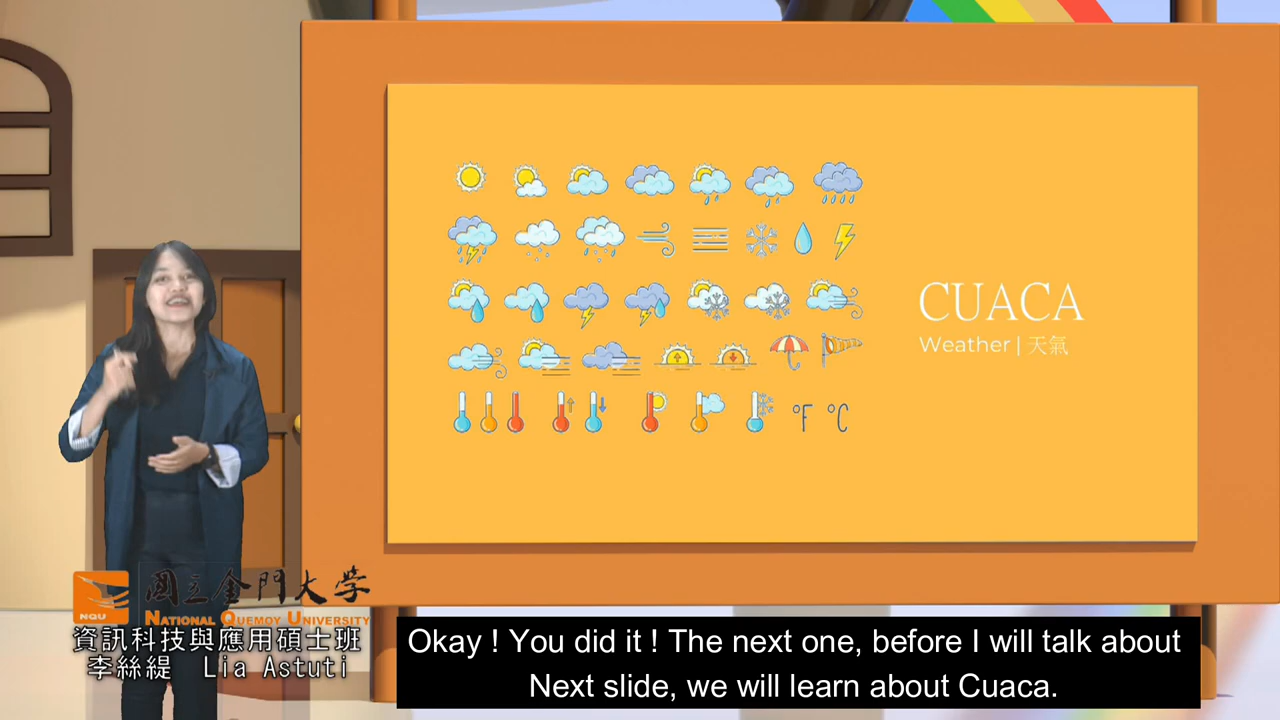 CUACA
Weather | 天氣
°F °C
NQU
國立金門大學
NATIONAL QUEMOY UNIVERSITY
資訊科技與應用碩士班
李絲緹 Lia Astuti
Okay ! You did it ! The next one, before I will talk about
Next slide, we will learn about Cuaca.